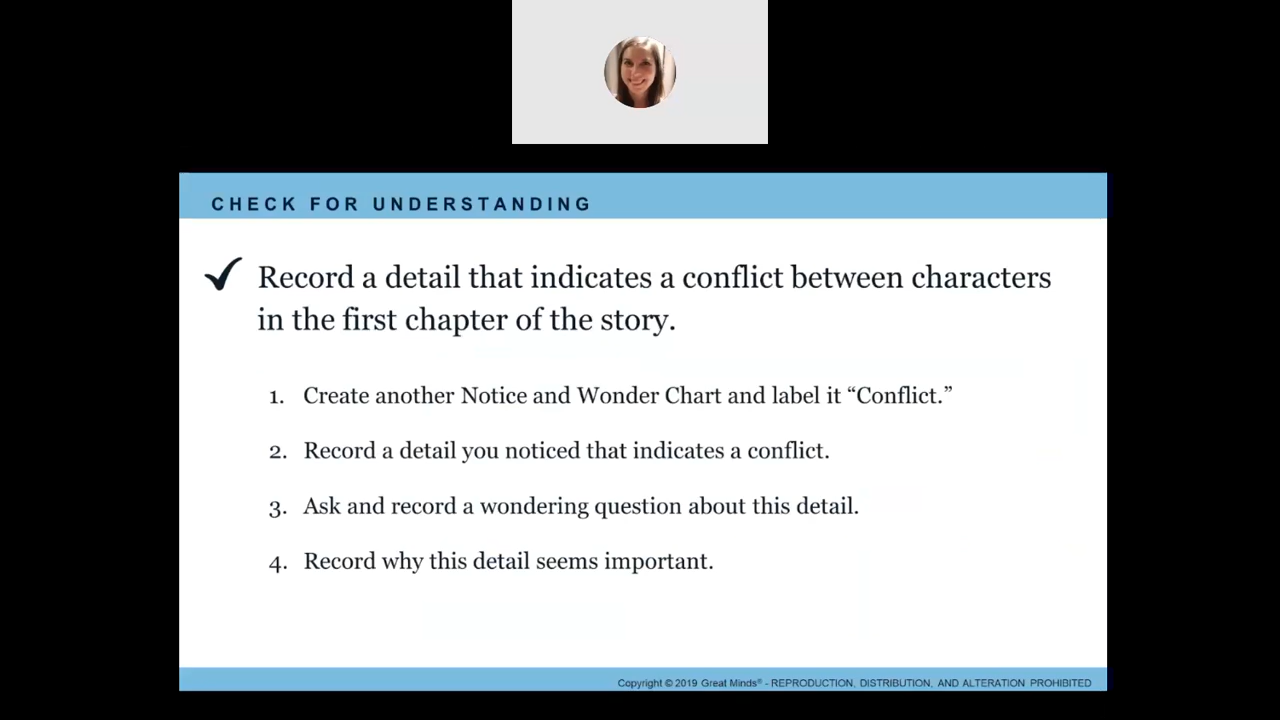 CHECK FOR UNDERSTANDING
✓ Record a detail that indicates a conflict between characters
in the first chapter of the story.
1. Create another Notice and Wonder Chart and label it “Conflict.”
2. Record a detail you noticed that indicates a conflict.
3. Ask and record a wondering question about this detail.
4. Record why this detail seems important.
Copyright © 2019 Great Minds® - REPRODUCTION, DISTRIBUTION, AND ALTERATION PROHIBITED